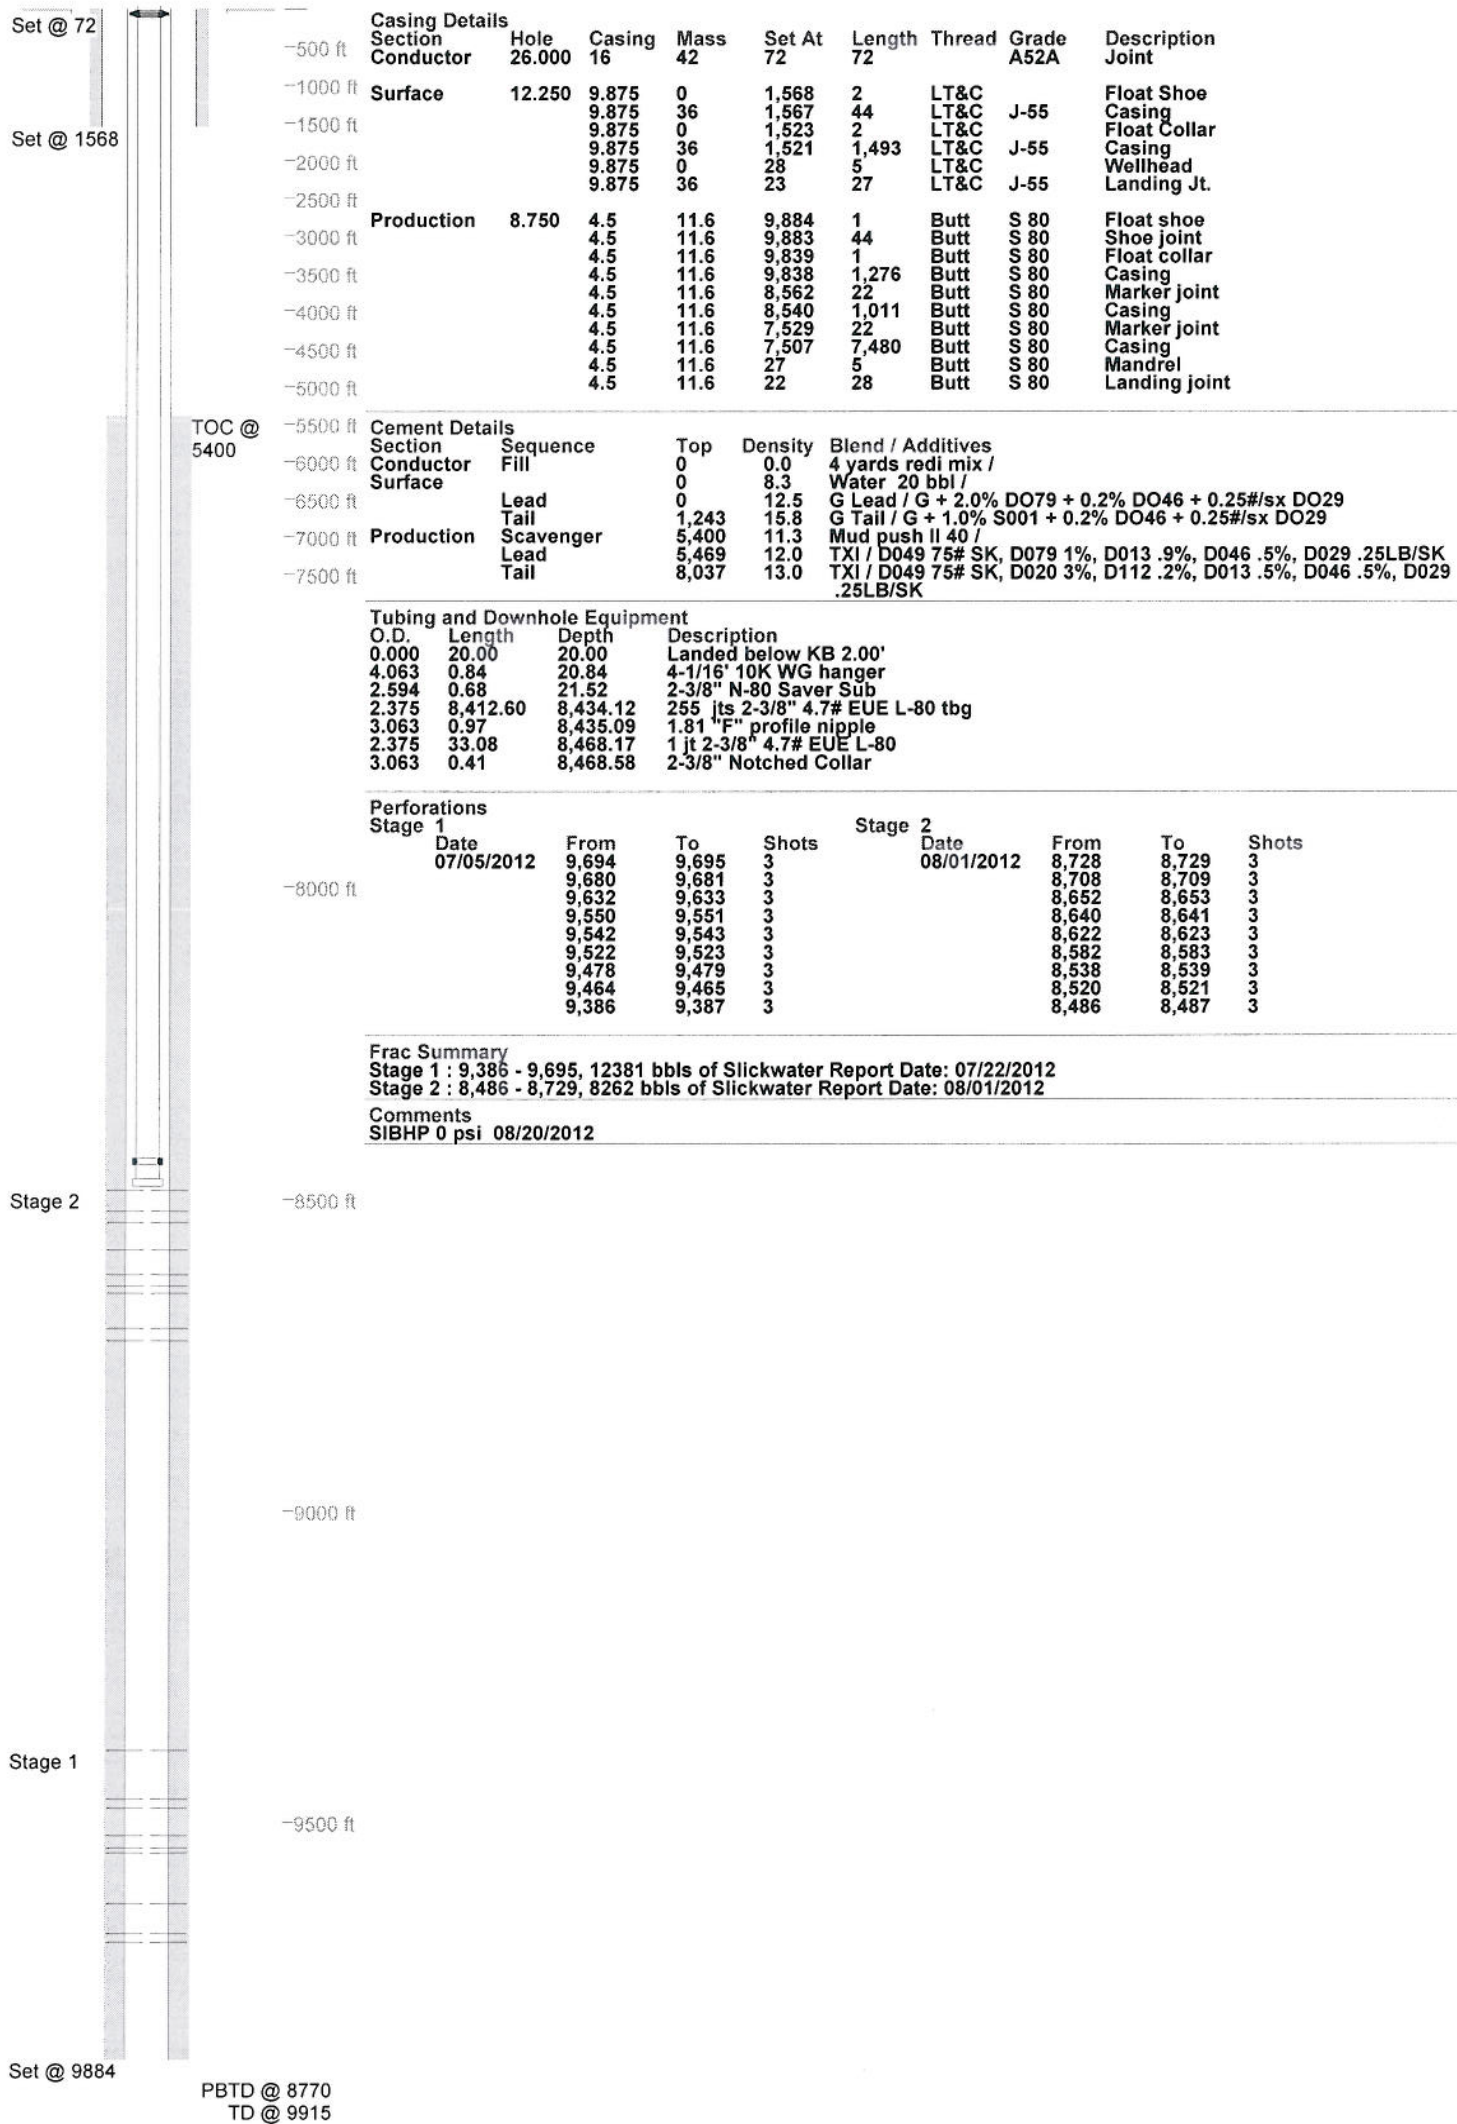 Set @ 72
Set @ 1568
TOC @
5400
Stage 2
Stage 1
Set @ 9884
PBTD @ 8770
TD @ 9915
500 ft
1000 ft
1500 ft
2000 ft
2500 ft
3000 ft
3500 ft
4000 ft
4500 ft
5000 ft
5500 ft
6000 ft
6500 ft
7000 ft
7500 ft
8000 ft
8500 ft
9000 ft
9500 ft
Casing Details
Section Hole Casing Mass Set At Length Thread Grade Description
Conductor 26.000 16 42 72 72 A52A Joint
Surface 12.250 9.875 0 1,568 2 LT&C Float Shoe
9.875 36 1,567 44 LT&C J-55 Casing
9.875 0 1,523 2 LT&C Float Collar
9.875 36 1,521 1,493 LT&C J-55 Casing
9.875 0 28 5 LT&C Wellhead
9.875 36 23 27 LT&C J-55 Landing Jt.
Production 8.750 4.5 11.6 9,884 1 Butt S 80 Float shoe
4.5 11.6 9,883 44 Butt S 80 Shoe joint
4.5 11.6 9,839 1 Butt S 80 Float collar
4.5 11.6 9,838 1,276 Butt S 80 Casing
4.5 11.6 8,562 22 Butt S 80 Marker joint
4.5 11.6 8,540 1,011 Butt S 80 Casing
4.5 11.6 7,529 22 Butt S 80 Marker joint
4.5 11.6 7,507 7,480 Butt S 80 Casing
4.5 11.6 27 5 Butt S 80 Mandrel
4.5 11.6 22 28 Butt S 80 Landing joint
Cement Details
Section Sequence Top Density Blend / Additives
Conductor Fill 0 0.0 4 yards redi mix /
Surface 0 8.3 Water 20 bbl /
Lead 0 12.5 G Lead / G + 2.0% DO79 + 0.2% DO46 + 0.25#/sx DO29
Tail 1,243 15.8 G Tail / G + 1.0% S001 + 0.2% DO46 + 0.25#/sx DO29
Production Scavenger 5,400 11.3 Mud push II 40 /
Lead 5,469 12.0 TXI / D049 75# SK, D079 1%, D013 .9%, D046 .5%, D029 .25LB/SK
Tail 8,037 13.0 TXI / D049 75# SK, D020 3%, D112 .2%, D013 .5%, D046 .5%, D029
.25LB/SK
Tubing and Downhole Equipment
O.D. Length Depth Description
0.000 20.00 20.00 Landed below KB 2.00'
4.063 0.84 20.84 4-1/16' 10K WG hanger
2.594 0.68 21.52 2-3/8" N-80 Saver Sub
2.375 8,412.60 8,434.12 255 jts 2-3/8" 4.7# EUE L-80 tbg
3.063 0.97 8,435.09 1.81 "F" profile nipple
2.375 33.08 8,468.17 1 jt 2-3/8" 4.7# EUE L-80
3.063 0.41 8,468.58 2-3/8" Notched Collar
Perforations
Stage 1 Stage 2
Date From To Shots Date From To Shots
07/05/2012 9,694 9,695 3 08/01/2012 8,728 8,729 3
9,680 9,681 3 8,708 8,709 3
9,632 9,633 3 8,652 8,653 3
9,550 9,551 3 8,640 8,641 3
9,542 9,543 3 8,622 8,623 3
9,522 9,523 3 8,582 8,583 3
9,478 9,479 3 8,538 8,539 3
9,464 9,465 3 8,520 8,521 3
9,386 9,387 3 8,486 8,487 3
Frac Summary
Stage 1 : 9,386 - 9,695, 12381 bbls of Slickwater Report Date: 07/22/2012
Stage 2 : 8,486 - 8,729, 8262 bbls of Slickwater Report Date: 08/01/2012
Comments
SIBHP 0 psi 08/20/2012